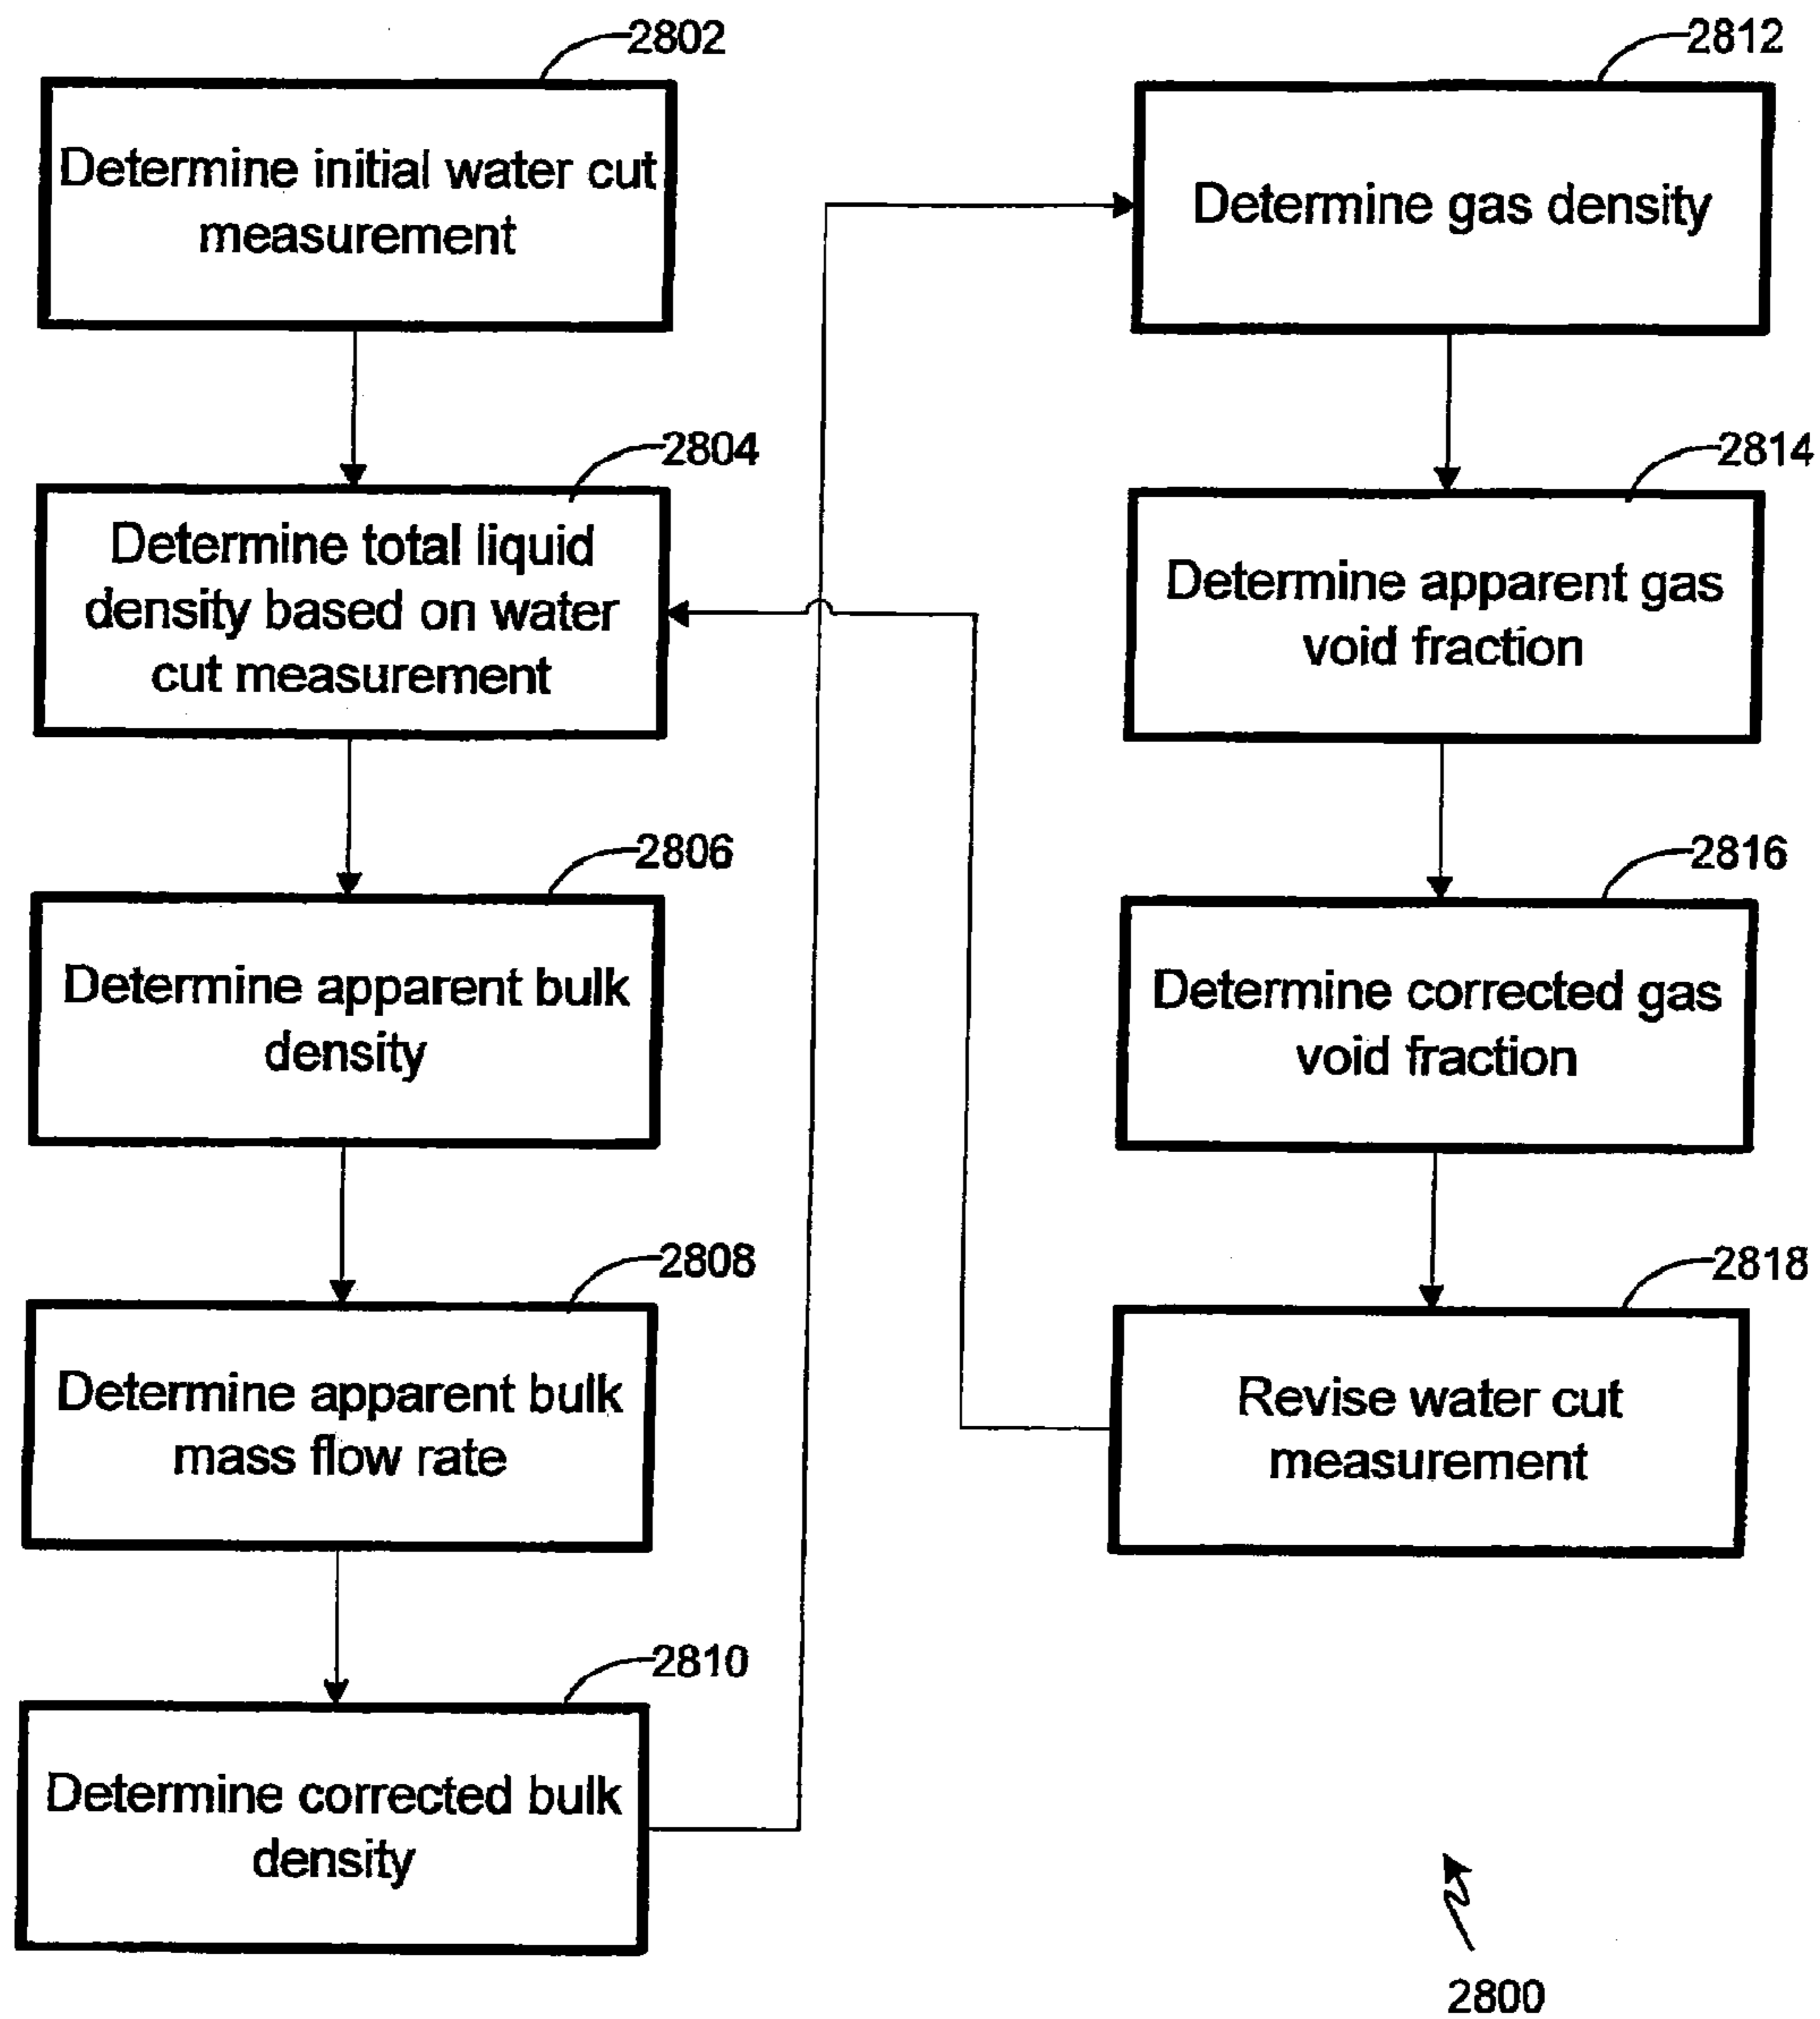 2802
Determine initial water cut
measurement
2804
Determine total liquid
density based on water
cut measurement
2806
Determine apparent bulk
density
2808
Determine apparent bulk
mass flow rate
2810
Determine corrected bulk
density
2812
Determine gas density
2814
Determine apparent gas
void fraction
2816
Determine corrected gas
void fraction
2818
Revise water cut
measurement
2800